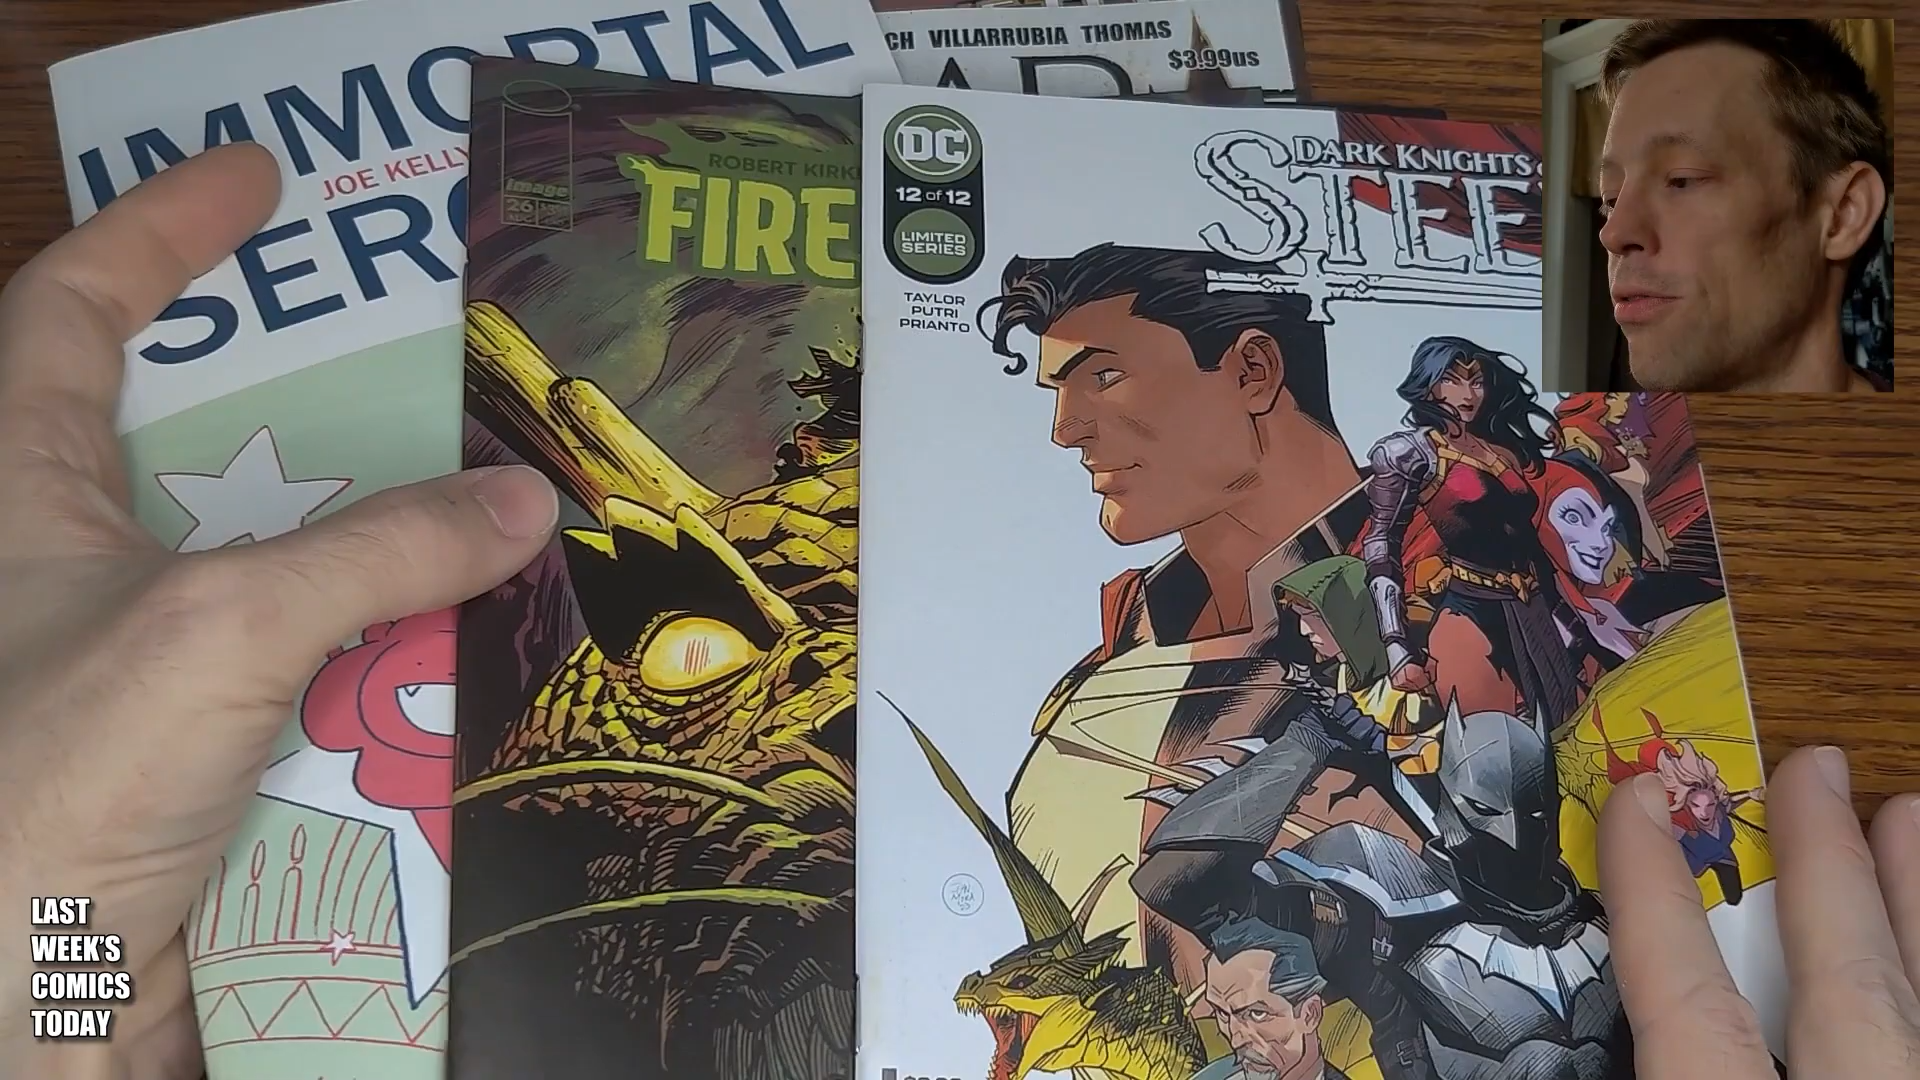 IMMORTAL
JOE KELLY
SERG
CH VILLARRUBIA THOMAS
$3.99us
image
26
ROBERT KIRK
FIRE
DC
12 of 12
LIMITED
SERIES
TAYLOR
PUTRI
PRIANTO
DARK KNIGHTS
STEE
LAST
WEEK'S
COMICS
TODAY